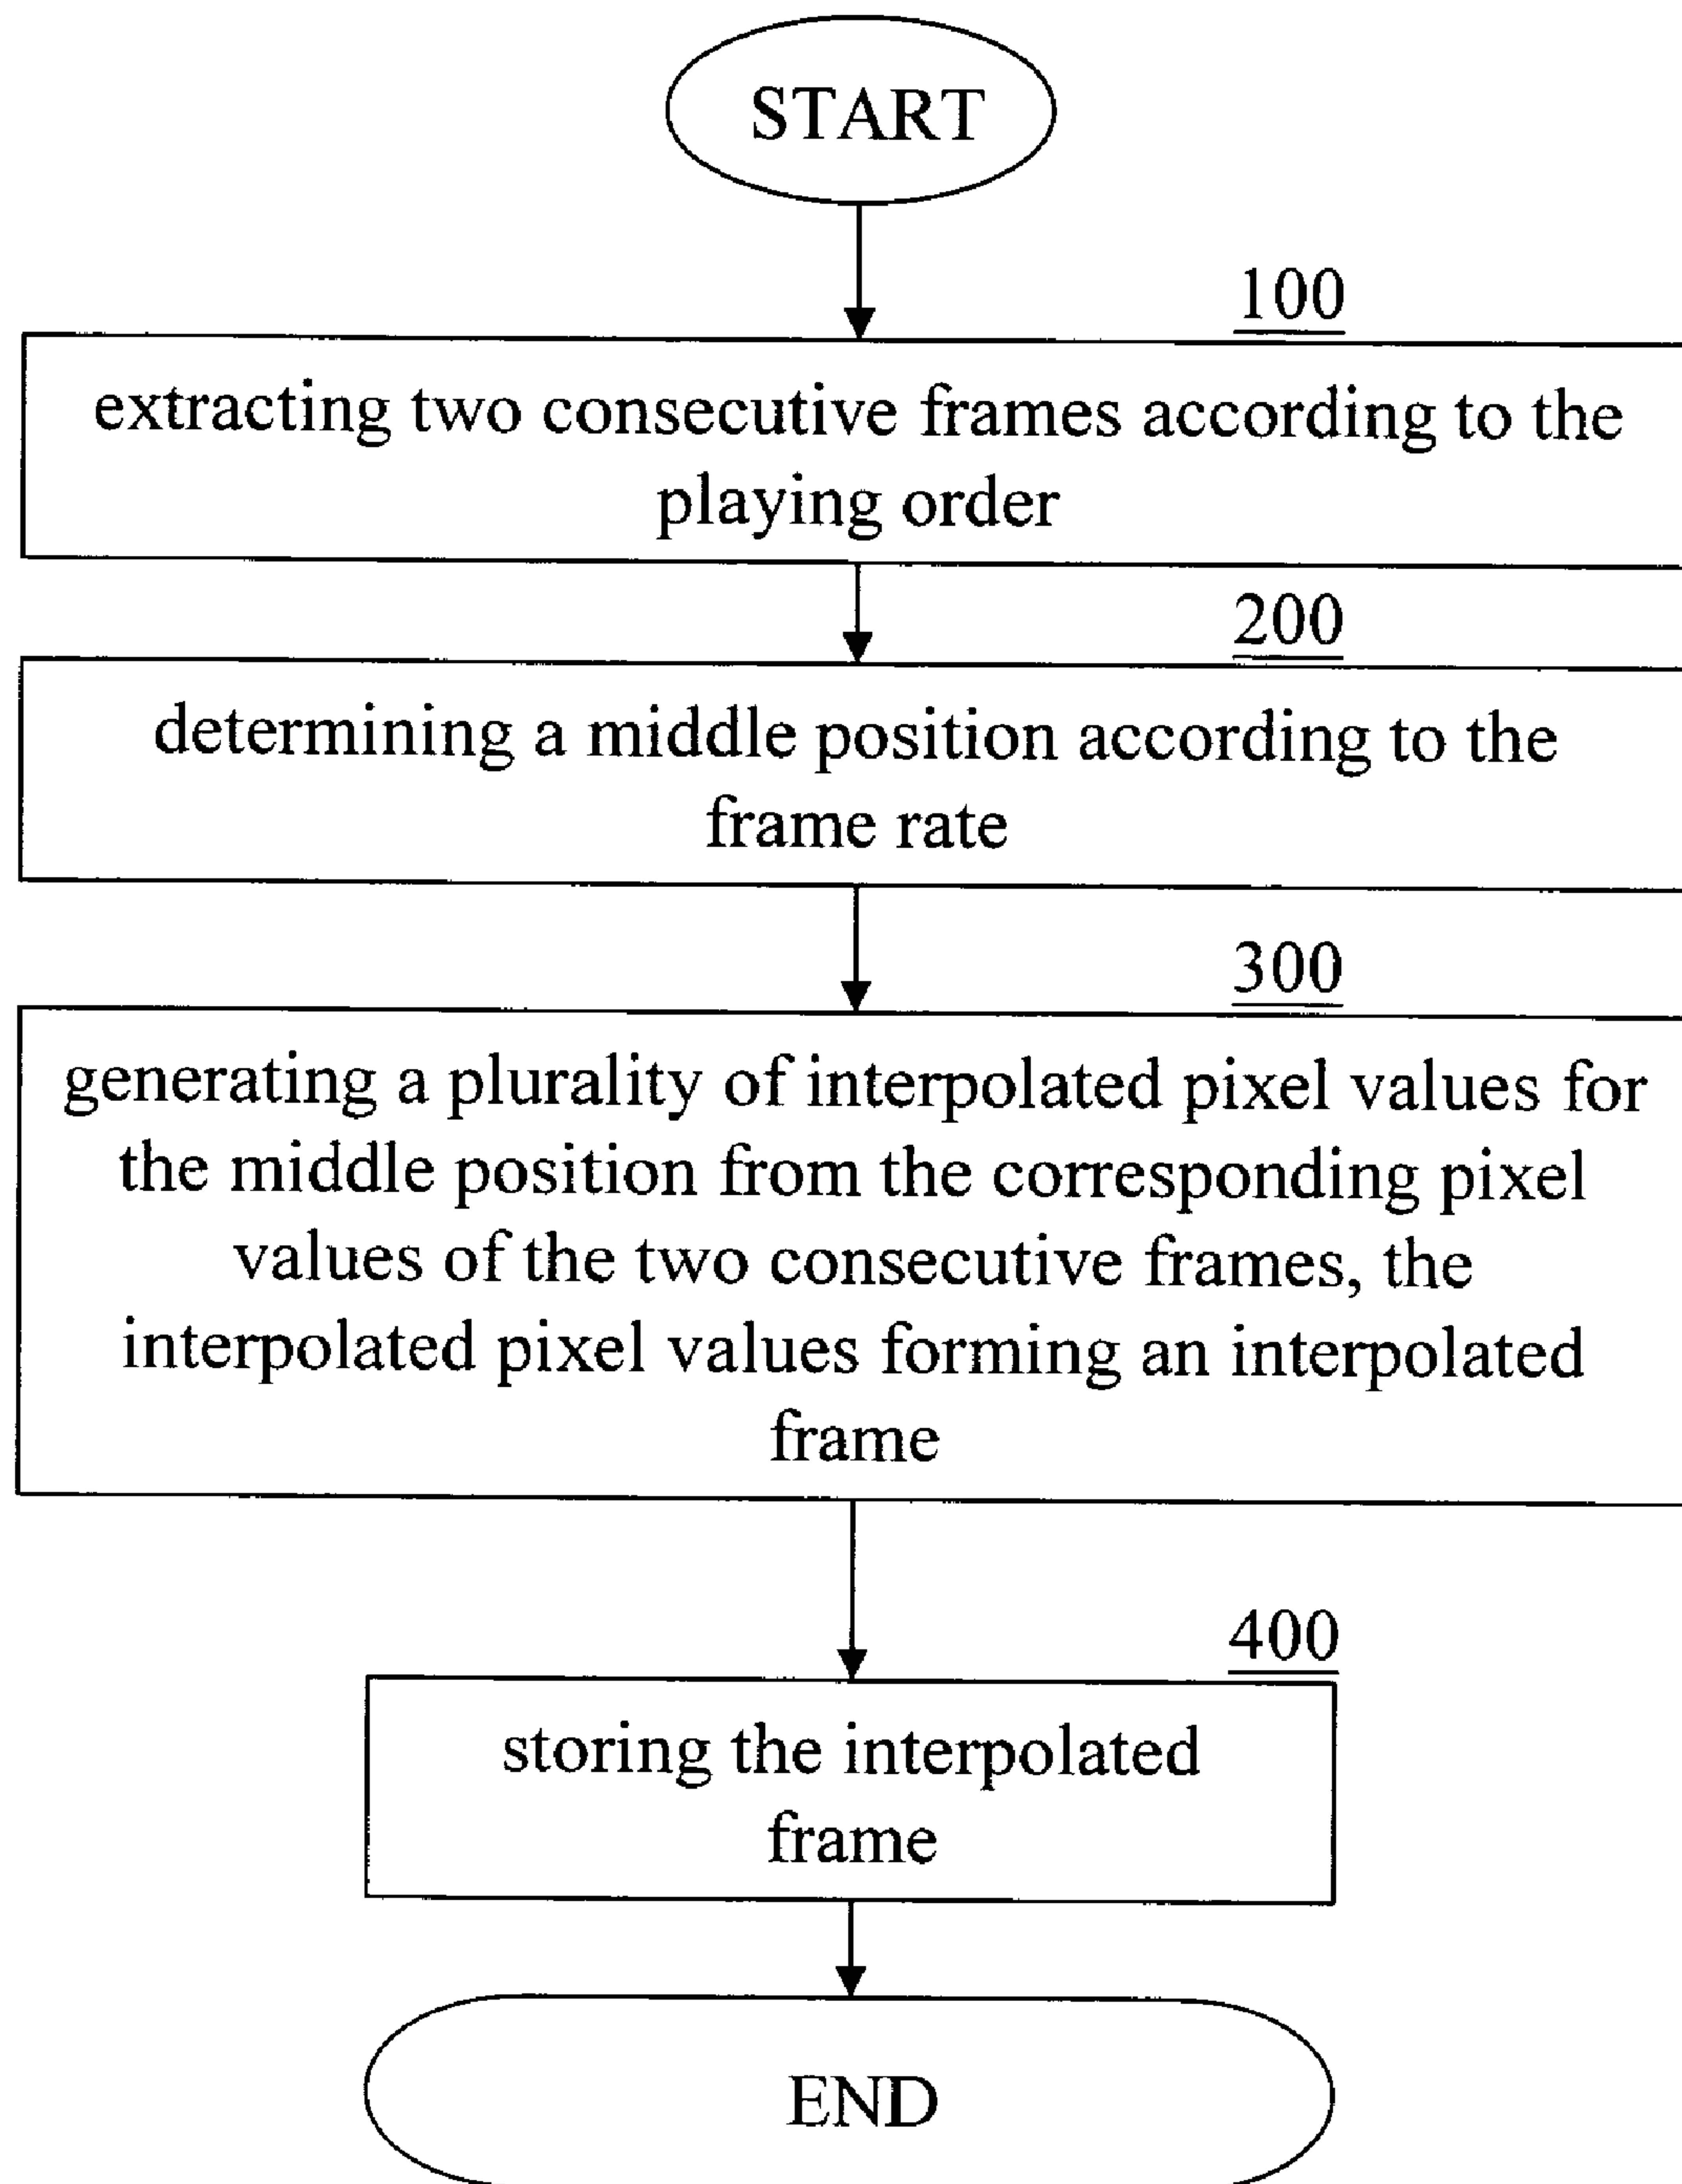 START
100
extracting two consecutive frames according to the
playing order
200
determining a middle position according to the
frame rate
300
generating a plurality of interpolated pixel values for
the middle position from the corresponding pixel
values of the two consecutive frames, the
interpolated pixel values forming an interpolated
frame
400
storing the interpolated
frame
END